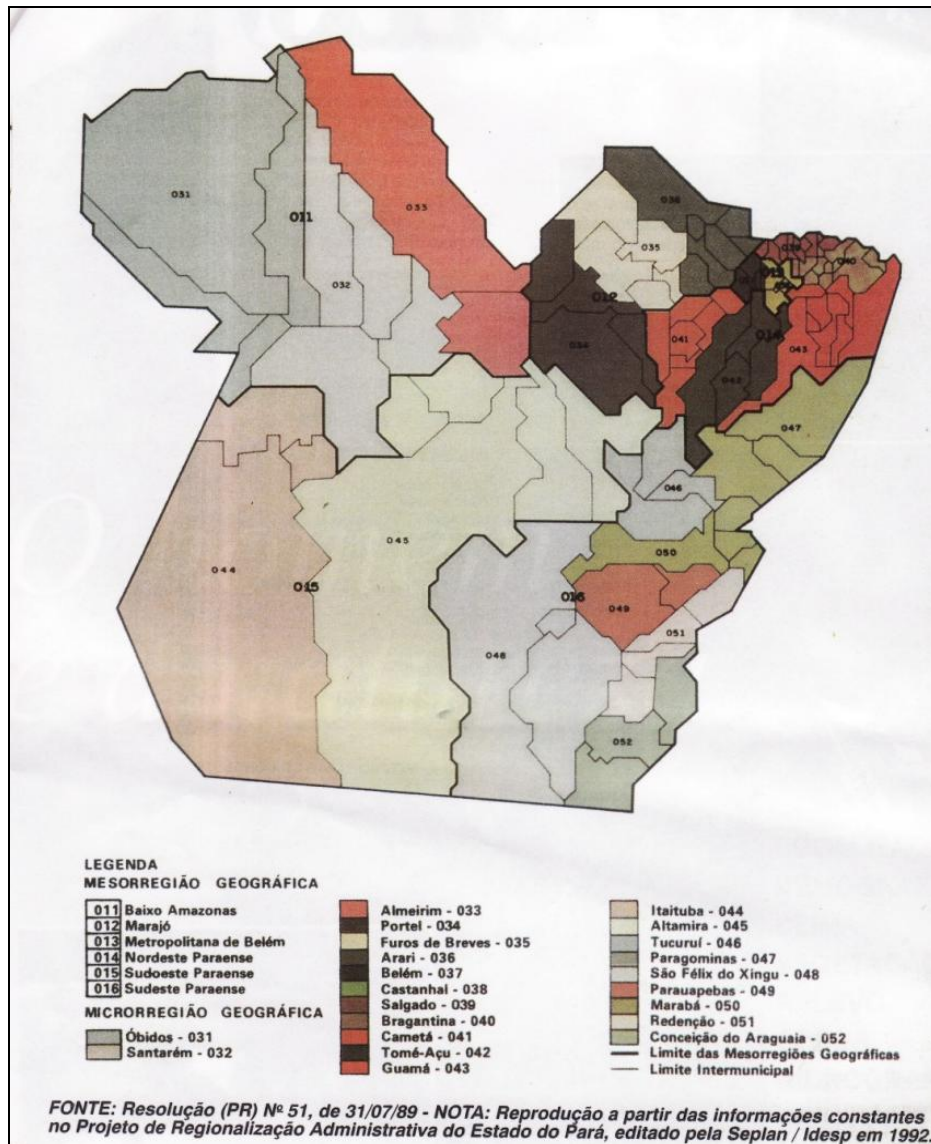 031
011
033
032
036
035
039
040
013
012
034
041
014
042
043
047
046
045
050
044
015
016
049
051
048
052
LEGENDA
MESORREGIÃO GEOGRÁFICA
011 Baixo Amazonas
012 Marajó
013 Metropolitana de Belém
014 Nordeste Paraense
015 Sudoeste Paraense
016 Sudeste Paraense
MICRORREGIÃO GEOGRÁFICA
Óbidos - 031
Santarém - 032
Almeirim - 033
Portel - 034
Furos de Breves - 035
Arari - 036
Belém - 037
Castanhal - 038
Salgado - 039
Bragantina - 040
Cametá - 041
Tomé-Açu - 042
Guamá - 043
Itaituba - 044
Altamira - 045
Tucuruí - 046
Paragominas - 047
São Félix do Xingu - 048
Parauapebas - 049
Marabá - 050
Redenção - 051
Conceição do Araguaia - 052
Limite das Mesorregiões Geográficas
Limite Intermunicipal
FONTE: Resolução (PR) Nº 51, de 31/07/89 - NOTA: Reprodução a partir das informações constantes
no Projeto de Regionalização Administrativa do Estado do Pará, editado pela Seplan / Idesp em 1992.